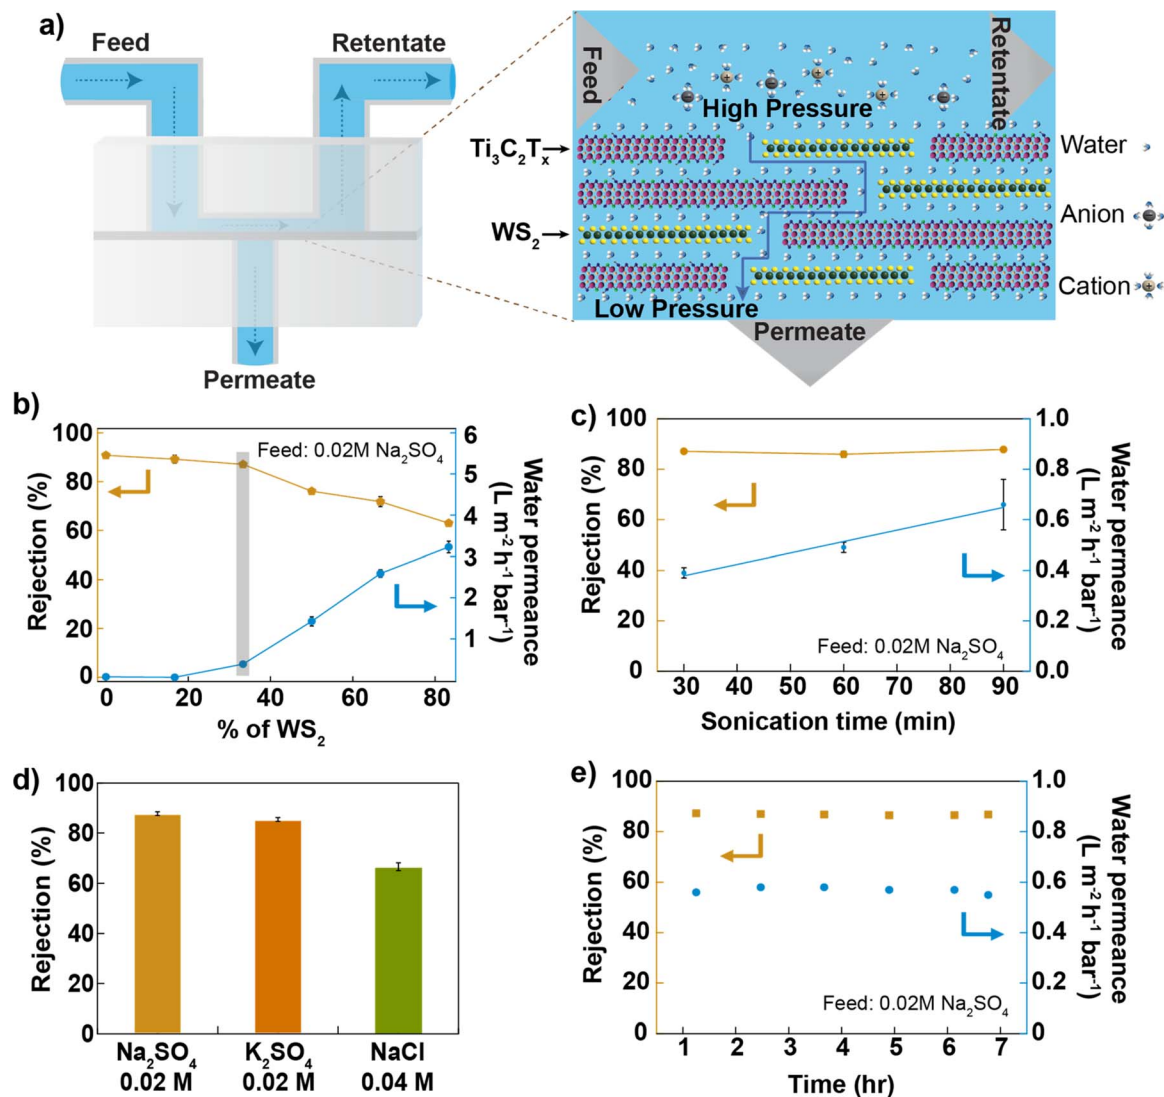 a)
Feed
Retentate
Permeate
Feed
Retentate
High Pressure
Ti₃C₂Tₓ
WS₂
Low Pressure
Permeate
Water
Anion
Cation
b)
Feed: 0.02M Na₂SO₄
Rejection (%)
100
80
60
40
20
0
0 20 40 60 80
% of WS₂
6
5
4
3
2
1
Water permeance
(L m⁻² h⁻¹ bar⁻¹)
c)
Rejection (%)
100
80
60
40
20
0
Feed: 0.02M Na₂SO₄
30 40 50 60 70 80 90
Sonication time (min)
1.0
0.8
0.6
0.4
0.2
0.0
Water permeance
(L m⁻² h⁻¹ bar⁻¹)
d)
Rejection (%)
100
80
60
40
20
0
Na₂SO₄ K₂SO₄ NaCl
0.02 M 0.02 M 0.04 M
e)
Rejection (%)
100
80
60
40
20
0
Feed: 0.02M Na₂SO₄
1 2 3 4 5 6 7
Time (hr)
1.0
0.8
0.6
0.4
0.2
0
Water permeance
(L m⁻² h⁻¹ bar⁻¹)